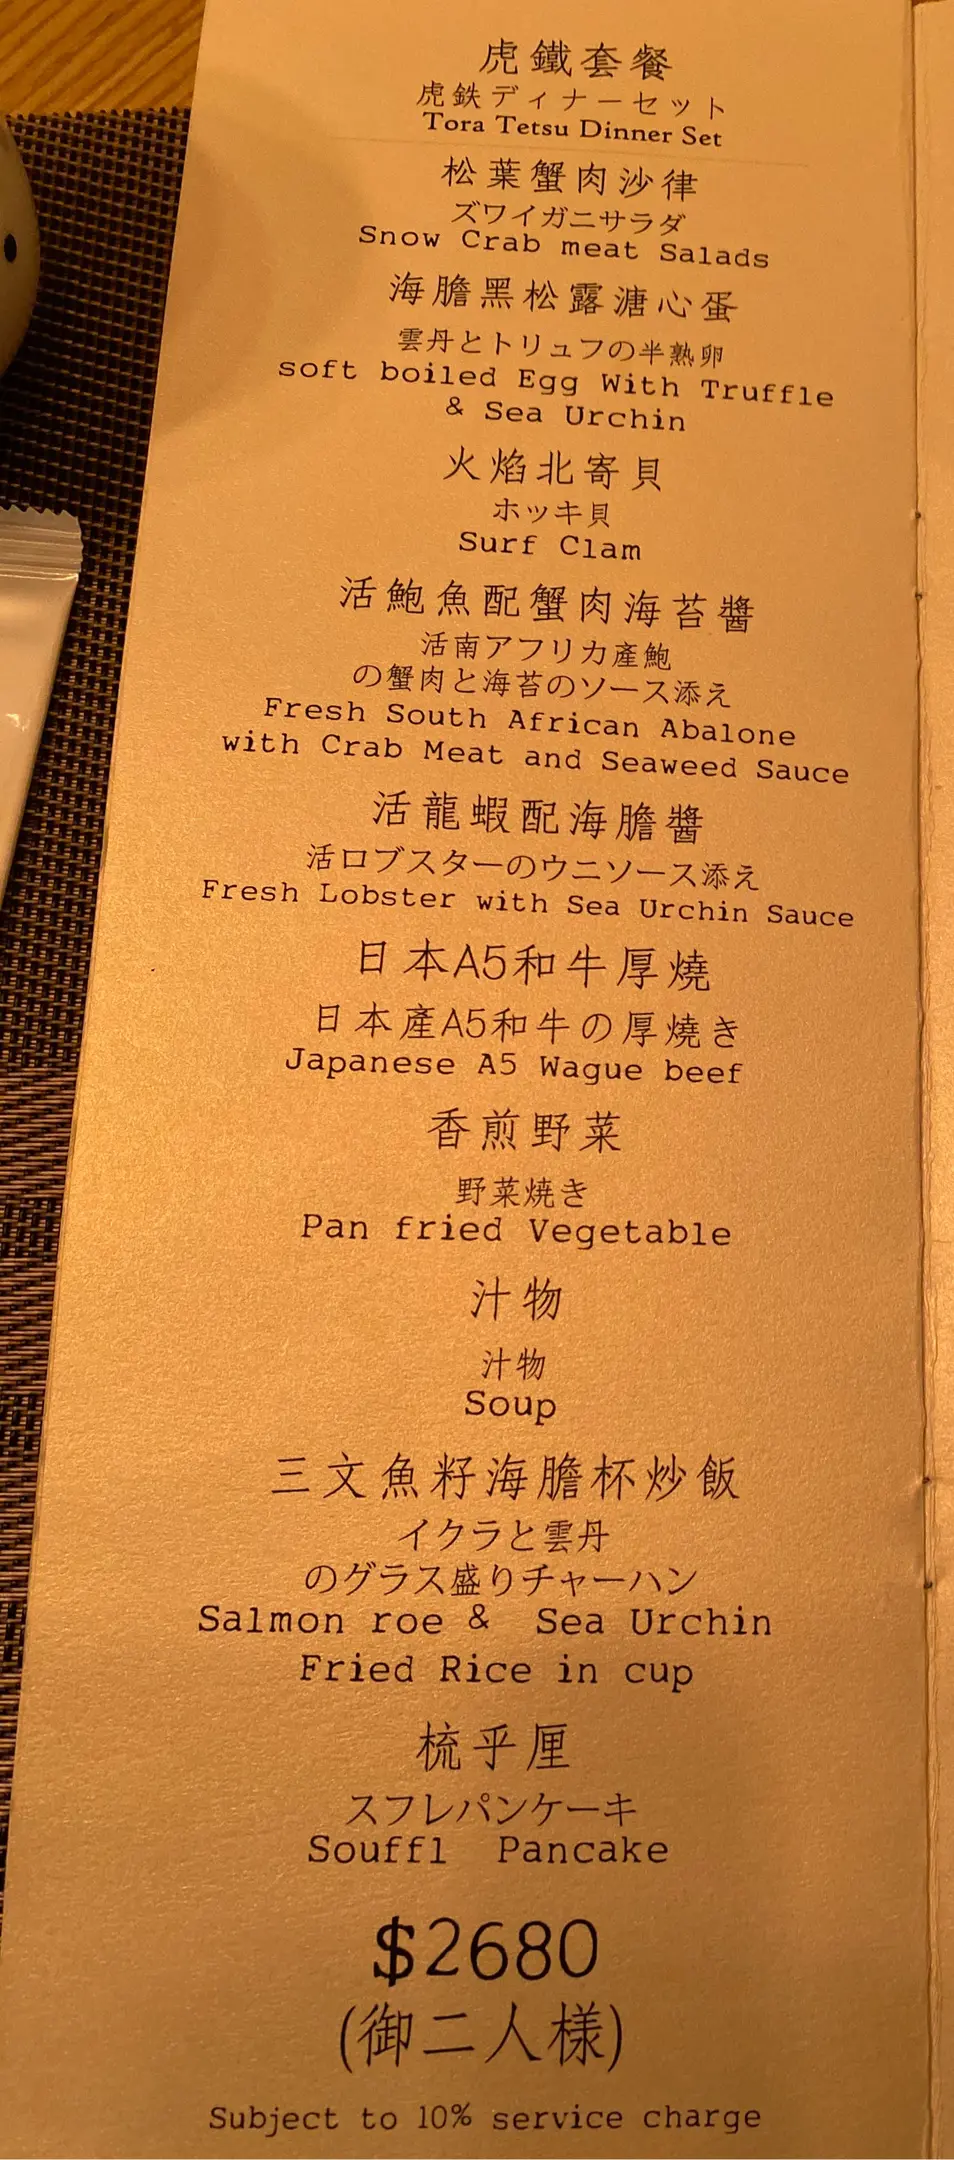 虎鐵套餐
虎鉄ディナーセット
Tora Tetsu Dinner Set
松葉蟹肉沙律
ズワイガニサラダ
Snow Crab meat Salads
海膽黑松露溏心蛋
雲丹とトリュフの半熟卵
soft boiled Egg With Truffle
& Sea Urchin
火焰北寄貝
ホッキ貝
Surf Clam
活鮑魚配蟹肉海苔醬
活南アフリカ產鮑
の蟹肉と海苔のソース添え
Fresh South African Abalone
with Crab Meat and Seaweed Sauce
活龍蝦配海膽醬
活ロブスターのウニソース添え
Fresh Lobster with Sea Urchin Sauce
日本A5和牛厚燒
日本產A5和牛の厚燒き
Japanese A5 Wague beef
香煎野菜
野菜焼き
Pan fried Vegetable
汁物
汁物
Soup
三文魚籽海膽杯炒飯
イクラと雲丹
のグラス盛りチャーハン
Salmon roe & Sea Urchin
Fried Rice in cup
梳乎厘
スフレパンケーキ
Souffl Pancake
$2680
(御二人様)
Subject to 10% service charge